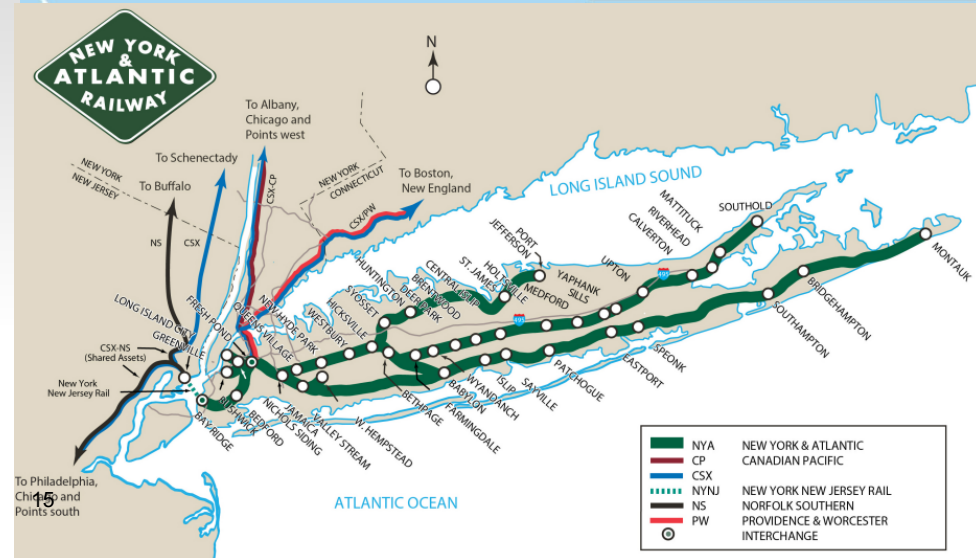 NEW YORK
&
ATLANTIC
RAILWAY
N
To Albany,
Chicago and
Points west
To Schenectady
To Buffalo
NEW YORK
NEW JERSEY
NEW YORK
CONNECTICUT
To Boston,
New England
CSX-CP
CSX/PW
NS
CSX
LONG ISLAND SOUND
LONG ISLAND CITY
FRESH POND
GREENVILLE
CSX-NS
(Shared Assets)
New York
New Jersey Rail
QUEENS VILLAGE
NEW HYDE PARK
WESTBURY
HICKSVILLE
SYOSSET
HUNTINGTON
DEER PARK
BRENTWOOD
CENTRAL ISLIP
ST. JAMES
HOLTSVILLE
PORT
JEFFERSON
MEDFORD
YAPHANK
SILLS
UPTON
CALVERTON
RIVERHEAD
MATTITUCK
SOUTHOLD
495
495
MONTAUK
BRIDGEHAMPTON
SOUTHAMPTON
SPEONK
EASTPORT
PATCHOGUE
SAYVILLE
ISLIP
WYANDANCH
BABYLON
FARMINGDALE
BETHPAGE
W. HEMPSTEAD
VALLEY STREAM
JAMAICA
NICHOLS SIDING
BEDFORD
BUSHWICK
BAY RIDGE
To Philadelphia,
Chicago and
Points south
15
ATLANTIC OCEAN
NYA NEW YORK & ATLANTIC
CP CANADIAN PACIFIC
CSX
NYNJ NEW YORK NEW JERSEY RAIL
NS NORFOLK SOUTHERN
PW PROVIDENCE & WORCESTER
INTERCHANGE